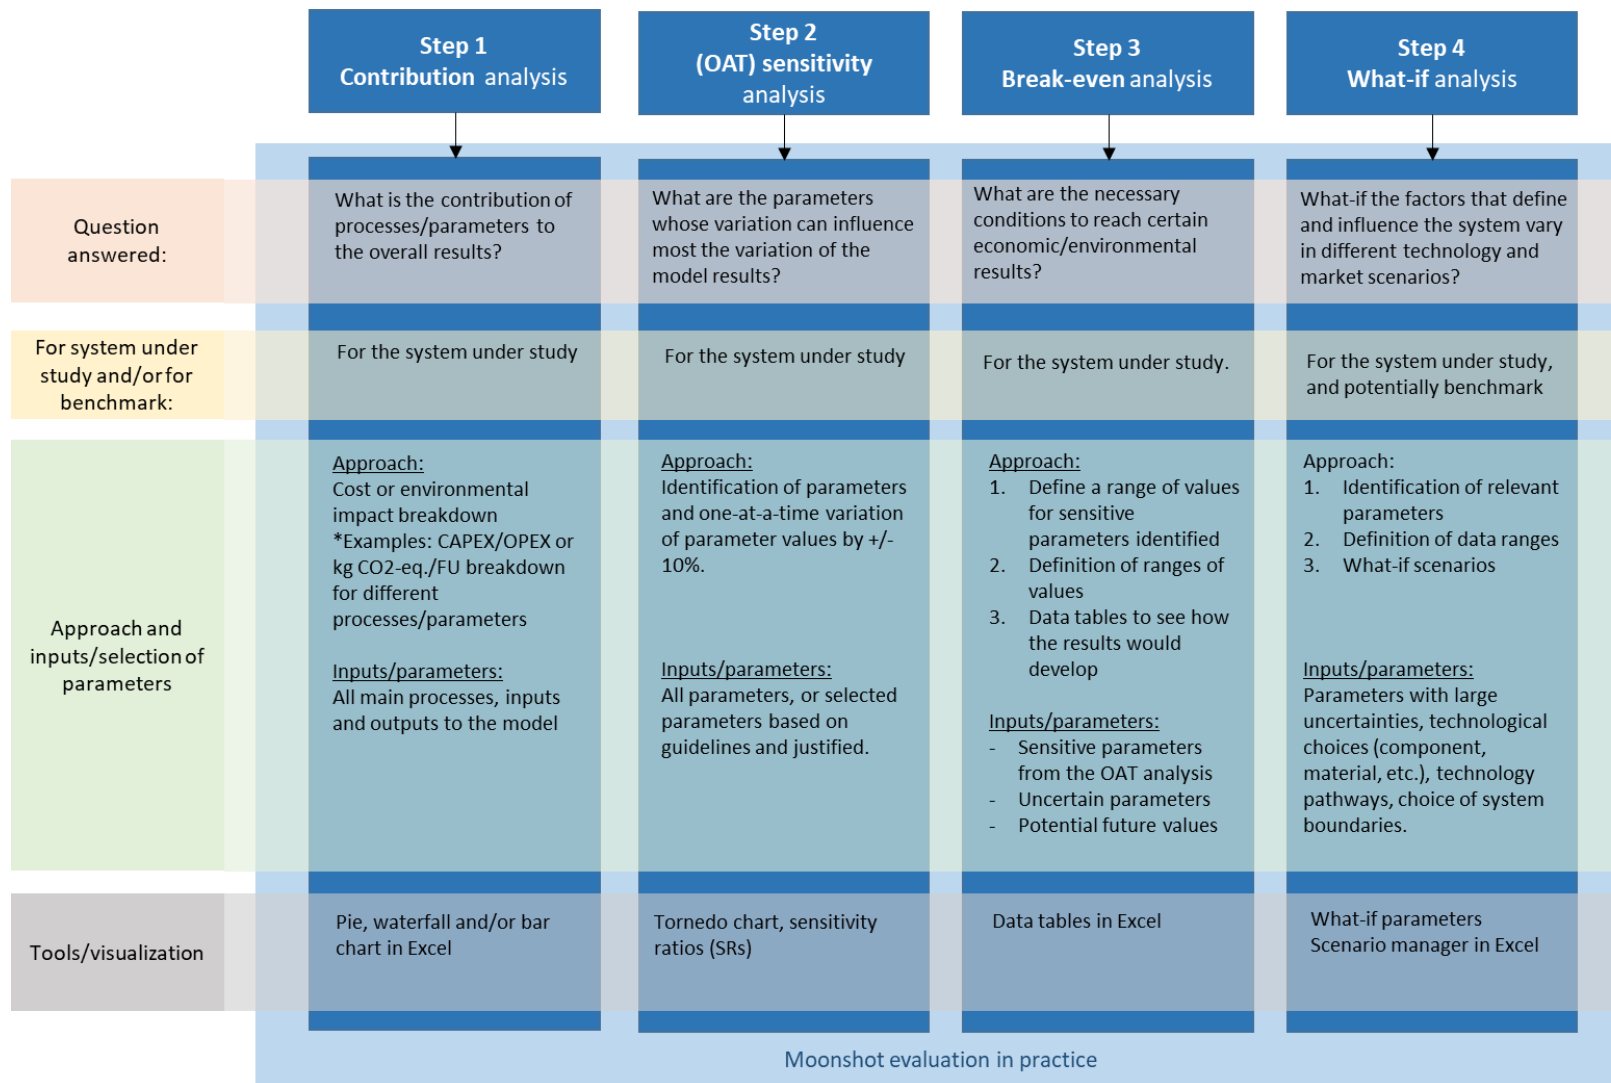 Step 1
Contribution analysis
Step 2
(OAT) sensitivity
analysis
Step 3
Break-even analysis
Step 4
What-if analysis
Question
answered:
What is the contribution of
processes/parameters to
the overall results?
What are the parameters
whose variation can influence
most the variation of the
model results?
What are the necessary
conditions to reach certain
economic/environmental
results?
What-if the factors that define
and influence the system vary
in different technology and
market scenarios?
For system under
study and/or for
benchmark:
For the system under study
For the system under study
For the system under study.
For the system under study,
and potentially benchmark
Approach and
inputs/selection of
parameters
Approach:
Cost or environmental
impact breakdown
*Examples: CAPEX/OPEX or
kg CO2-eq./FU breakdown
for different
processes/parameters
Inputs/parameters:
All main processes, inputs
and outputs to the model
Approach:
Identification of parameters
and one-at-a-time variation
of parameter values by +/-
10%.
Inputs/parameters:
All parameters, or selected
parameters based on
guidelines and justified.
Approach:
1. Define a range of values
for sensitive
parameters identified
2. Definition of ranges of
values
3. Data tables to see how
the results would
develop
Inputs/parameters:
- Sensitive parameters
from the OAT analysis
- Uncertain parameters
- Potential future values
Approach:
1. Identification of relevant
parameters
2. Definition of data ranges
3. What-if scenarios
Inputs/parameters:
Parameters with large
uncertainties, technological
choices (component,
material, etc.), technology
pathways, choice of system
boundaries.
Tools/visualization
Pie, waterfall and/or bar
chart in Excel
Tornedo chart, sensitivity
ratios (SRs)
Data tables in Excel
What-if parameters
Scenario manager in Excel
Moonshot evaluation in practice